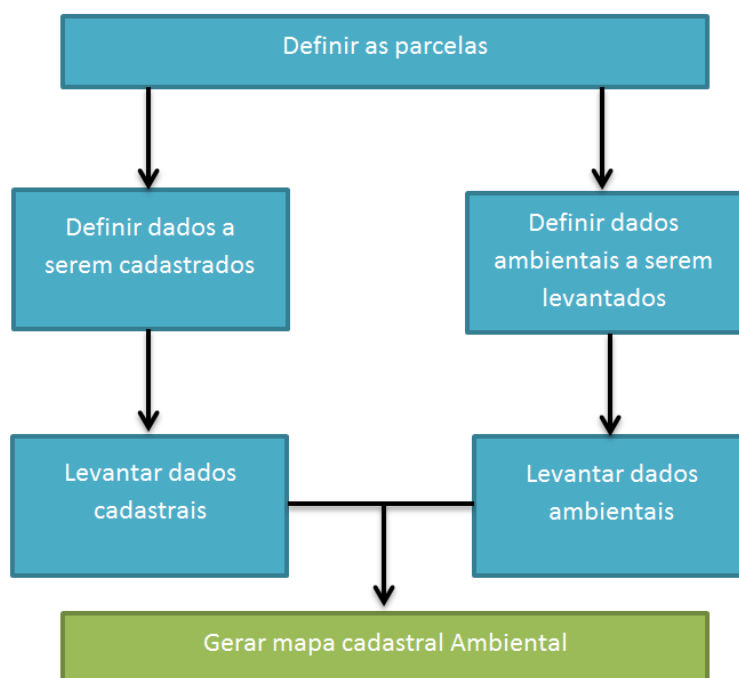 Definir as parcelas
Definir dados a
serem cadastrados
Definir dados
ambientais a serem
levantados
Levantar dados
cadastrais
Levantar dados
ambientais
Gerar mapa cadastral Ambiental